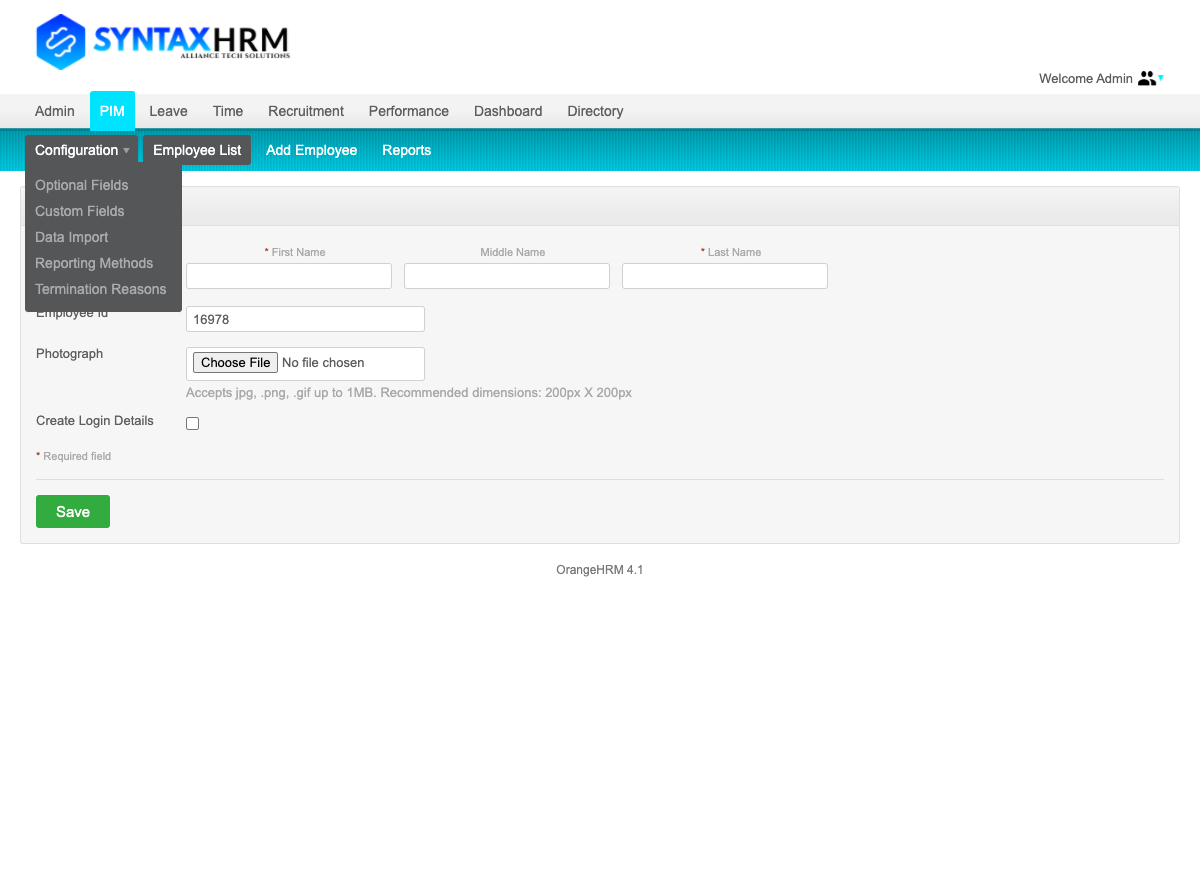 SYNTAXHRM
ALLIANCE TECH SOLUTIONS
Welcome Admin
Admin PIM Leave Time Recruitment Performance Dashboard Directory
Configuration Employee List Add Employee Reports
Optional Fields
Custom Fields
Data Import
Reporting Methods
Termination Reasons
* First Name Middle Name * Last Name
Employee Id 16978
Photograph Choose File No file chosen
Accepts jpg, .png, .gif up to 1MB. Recommended dimensions: 200px X 200px
Create Login Details
* Required field
Save
OrangeHRM 4.1